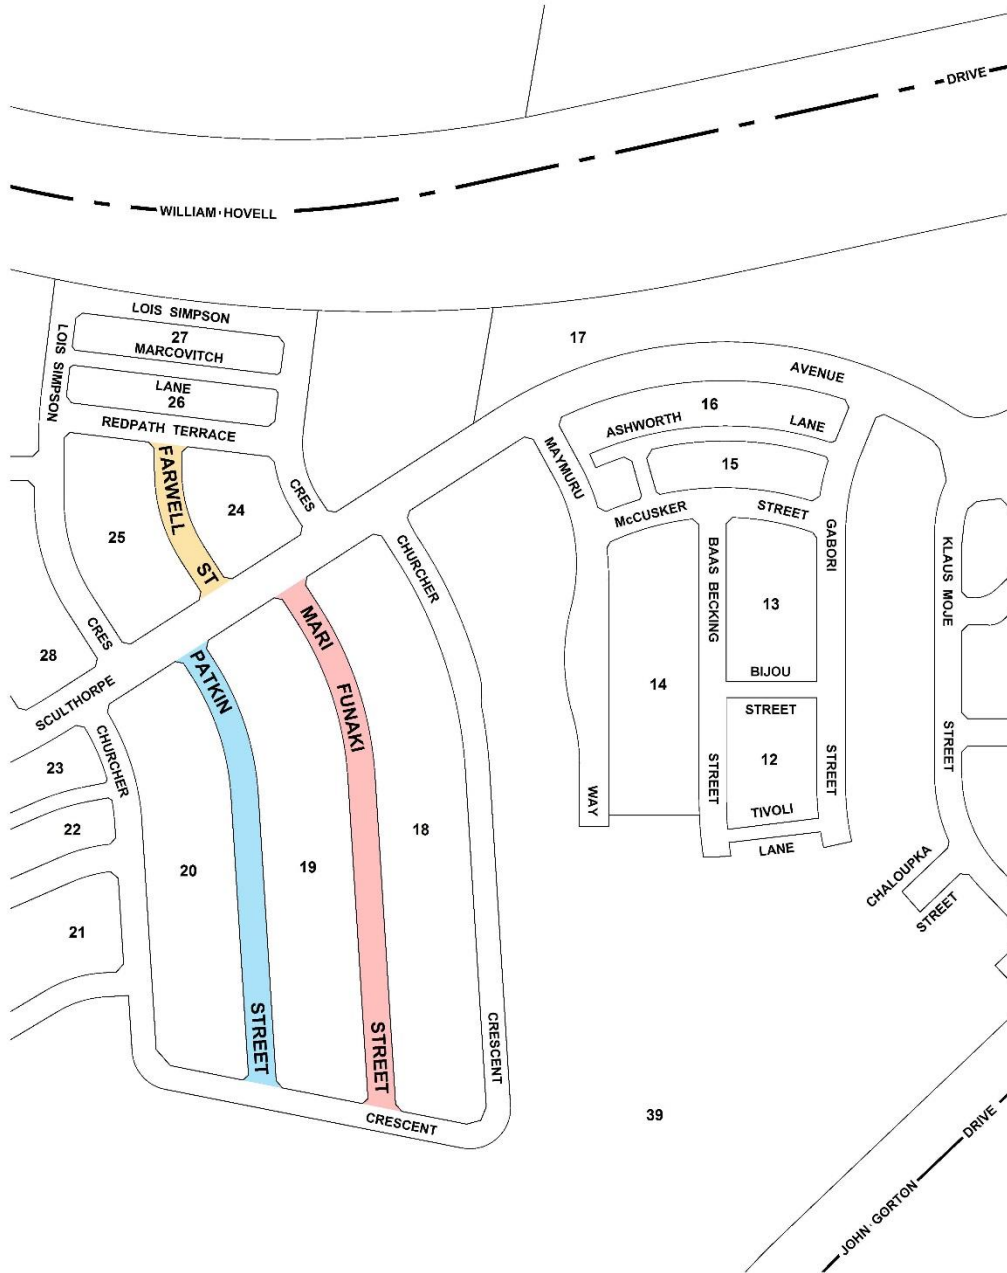 DRIVE
WILLIAM·HOVELL
LOIS SIMPSON
27
MARCOVITCH
LOIS SIMPSON
LANE
26
REDPATH TERRACE
17
AVENUE
16
ASHWORTH
LANE
15
MAYMURU
McCUSKER
STREET
FARWELL
ST
24
25
CRES
CRES
28
SCULTHORPE
CHURCHER
GABORI
BAAS BECKING
KLAUS MOJE
13
BIJOU
STREET
14
12
TIVOLI
LANE
WAY
STREET
STREET
STREET
CHALOUPKA
STREET
MARI
FUNAKI
PATKIN
CHURCHER
23
22
21
20
19
18
STREET
STREET
CRESCENT
CRESCENT
39
JOHN·GORTON
DRIVE